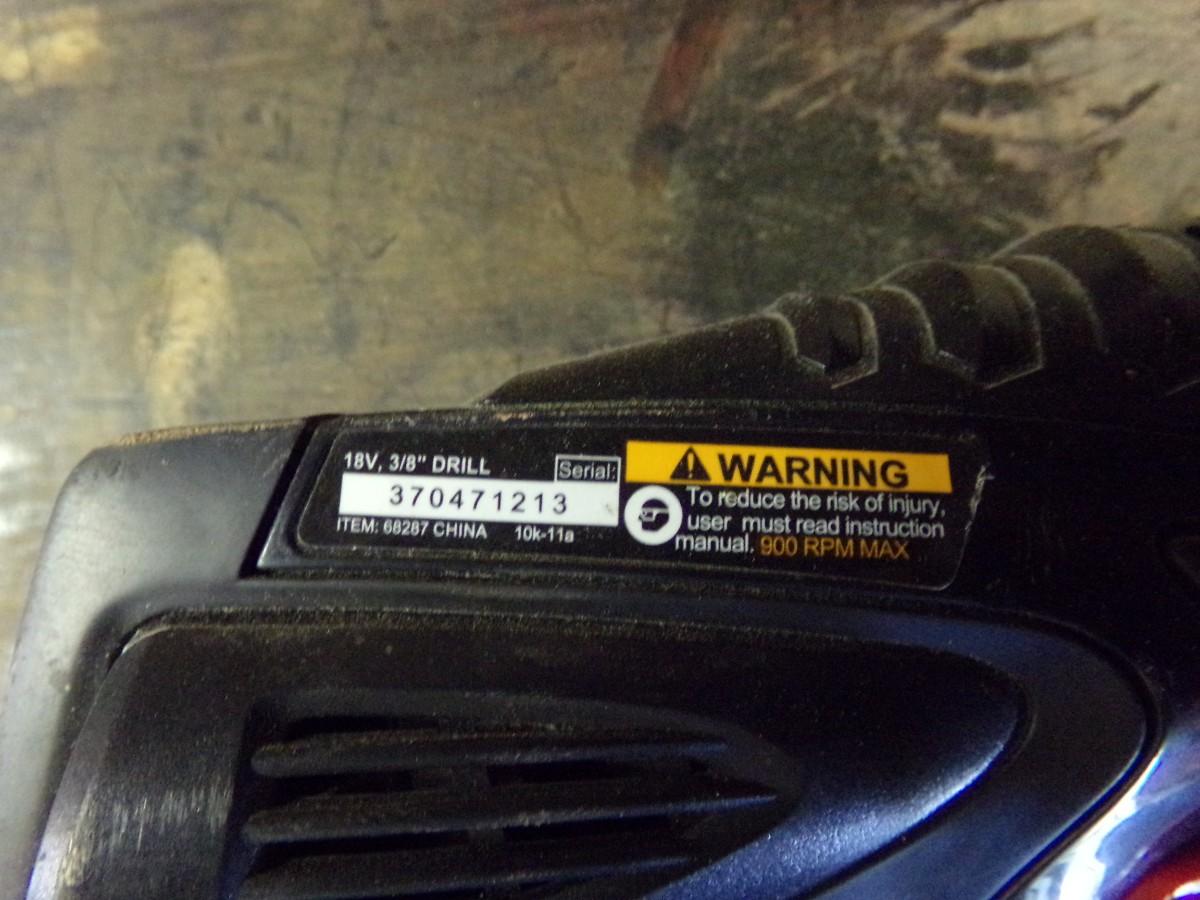 18V, 3/8" DRILL
Serial:
370471213
ITEM: 68287 CHINA 10k-11a
WARNING
To reduce the risk of injury,
user must read instruction
manual. 900 RPM MAX